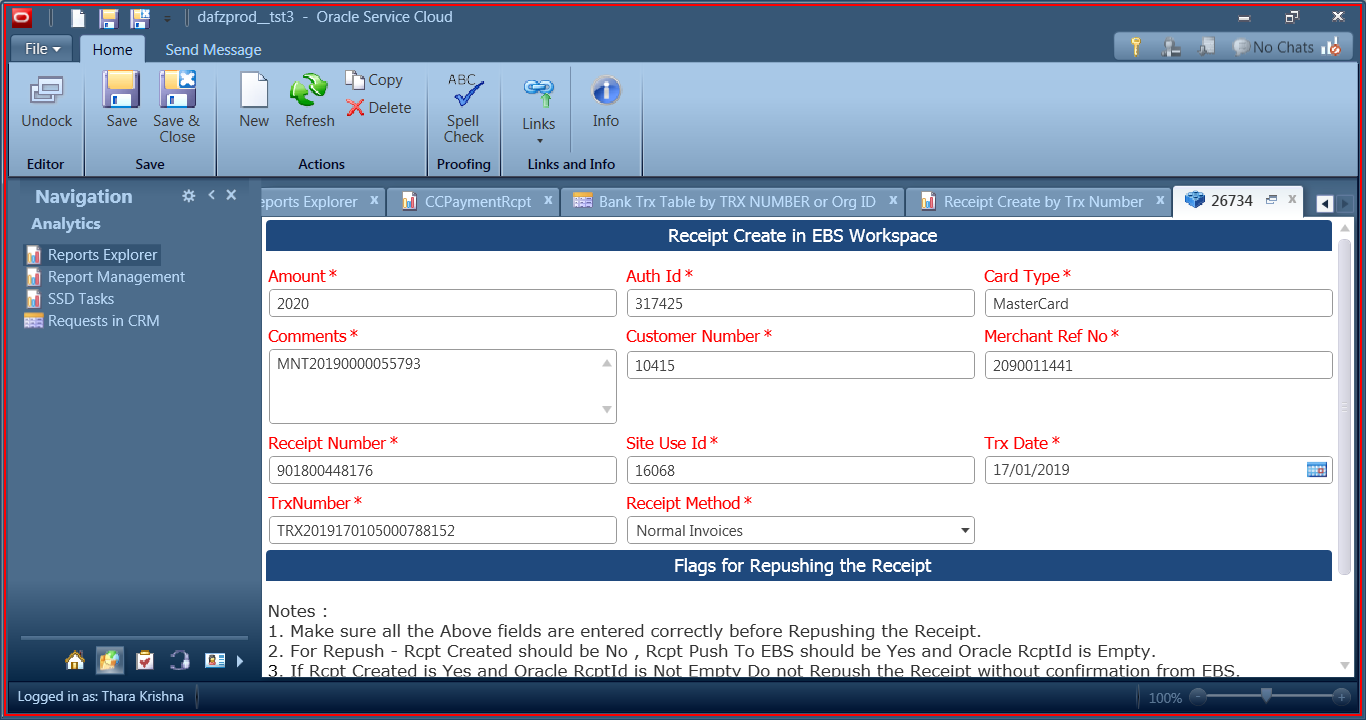 dafzprod__tst3 - Oracle Service Cloud
File Home Send Message No Chats
Undock Save Save & Close New Refresh Copy Delete ABC Spell Check Links Info
Editor Save Actions Proofing Links and Info
Navigation
Analytics
Reports Explorer
Report Management
SSD Tasks
Requests in CRM
eports Explorer CCPaymentRcpt Bank Trx Table by TRX NUMBER or Org ID Receipt Create by Trx Number 26734
Receipt Create in EBS Workspace
Amount * Auth Id * Card Type *
2020 317425 MasterCard
Comments * Customer Number * Merchant Ref No *
MNT20190000055793 10415 2090011441
Receipt Number * Site Use Id * Trx Date *
901800448176 16068 17/01/2019
TrxNumber * Receipt Method *
TRX2019170105000788152 Normal Invoices
Flags for Repushing the Receipt
Notes :
1. Make sure all the Above fields are entered correctly before Repushing the Receipt.
2. For Repush - Rcpt Created should be No , Rcpt Push To EBS should be Yes and Oracle RcptId is Empty.
3. If Rcpt Created is Yes and Oracle RcptId is Not Empty Do not Repush the Receipt without confirmation from EBS.
Logged in as: Thara Krishna 100%